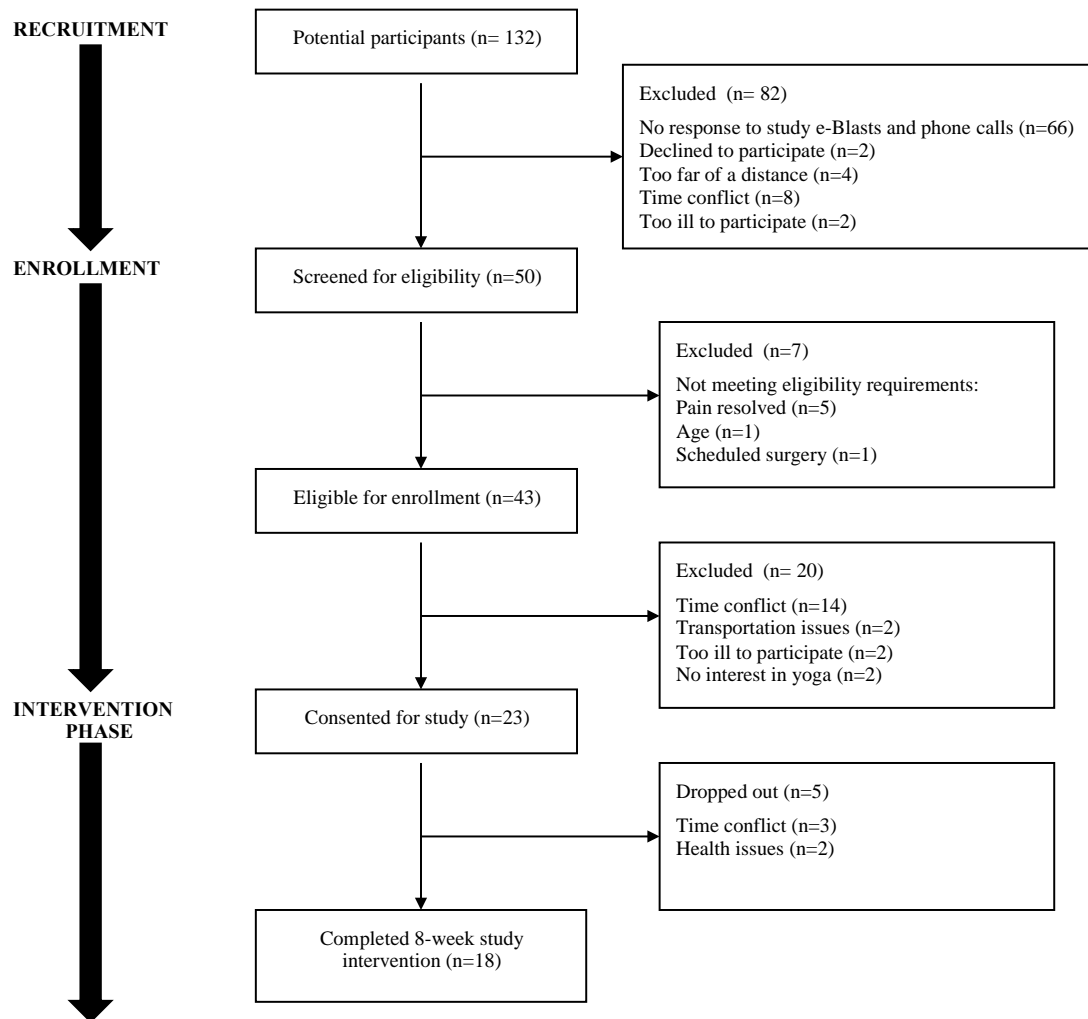 RECRUITMENT
Potential participants (n= 132)
Excluded  (n= 82)
No response to study e-Blasts and phone calls (n=66)
Declined to participate (n=2)
Too far of a distance (n=4)
Time conflict (n=8)
Too ill to participate (n=2)
ENROLLMENT
Screened for eligibility (n=50)
Excluded  (n=7)
Not meeting eligibility requirements:
Pain resolved (n=5)
Age (n=1)
Scheduled surgery (n=1)
Eligible for enrollment (n=43)
Excluded  (n= 20)
Time conflict (n=14)
Transportation issues (n=2)
Too ill to participate (n=2)
No interest in yoga (n=2)
INTERVENTION
PHASE
Consented for study (n=23)
Dropped out (n=5)
Time conflict (n=3)
Health issues (n=2)
Completed 8-week study
intervention (n=18)